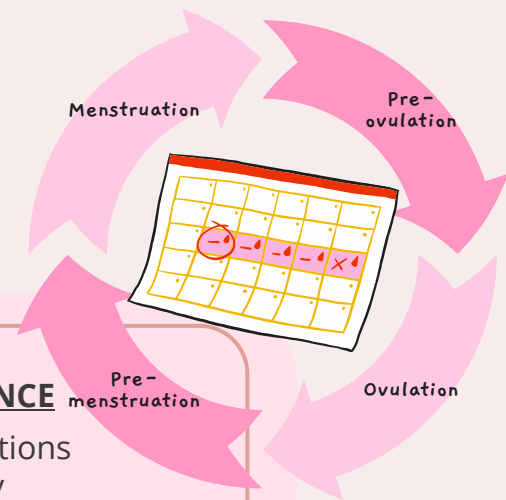 Menstruation
Pre-
ovulation
Pre-
menstruation
Ovulation
NCE
tions